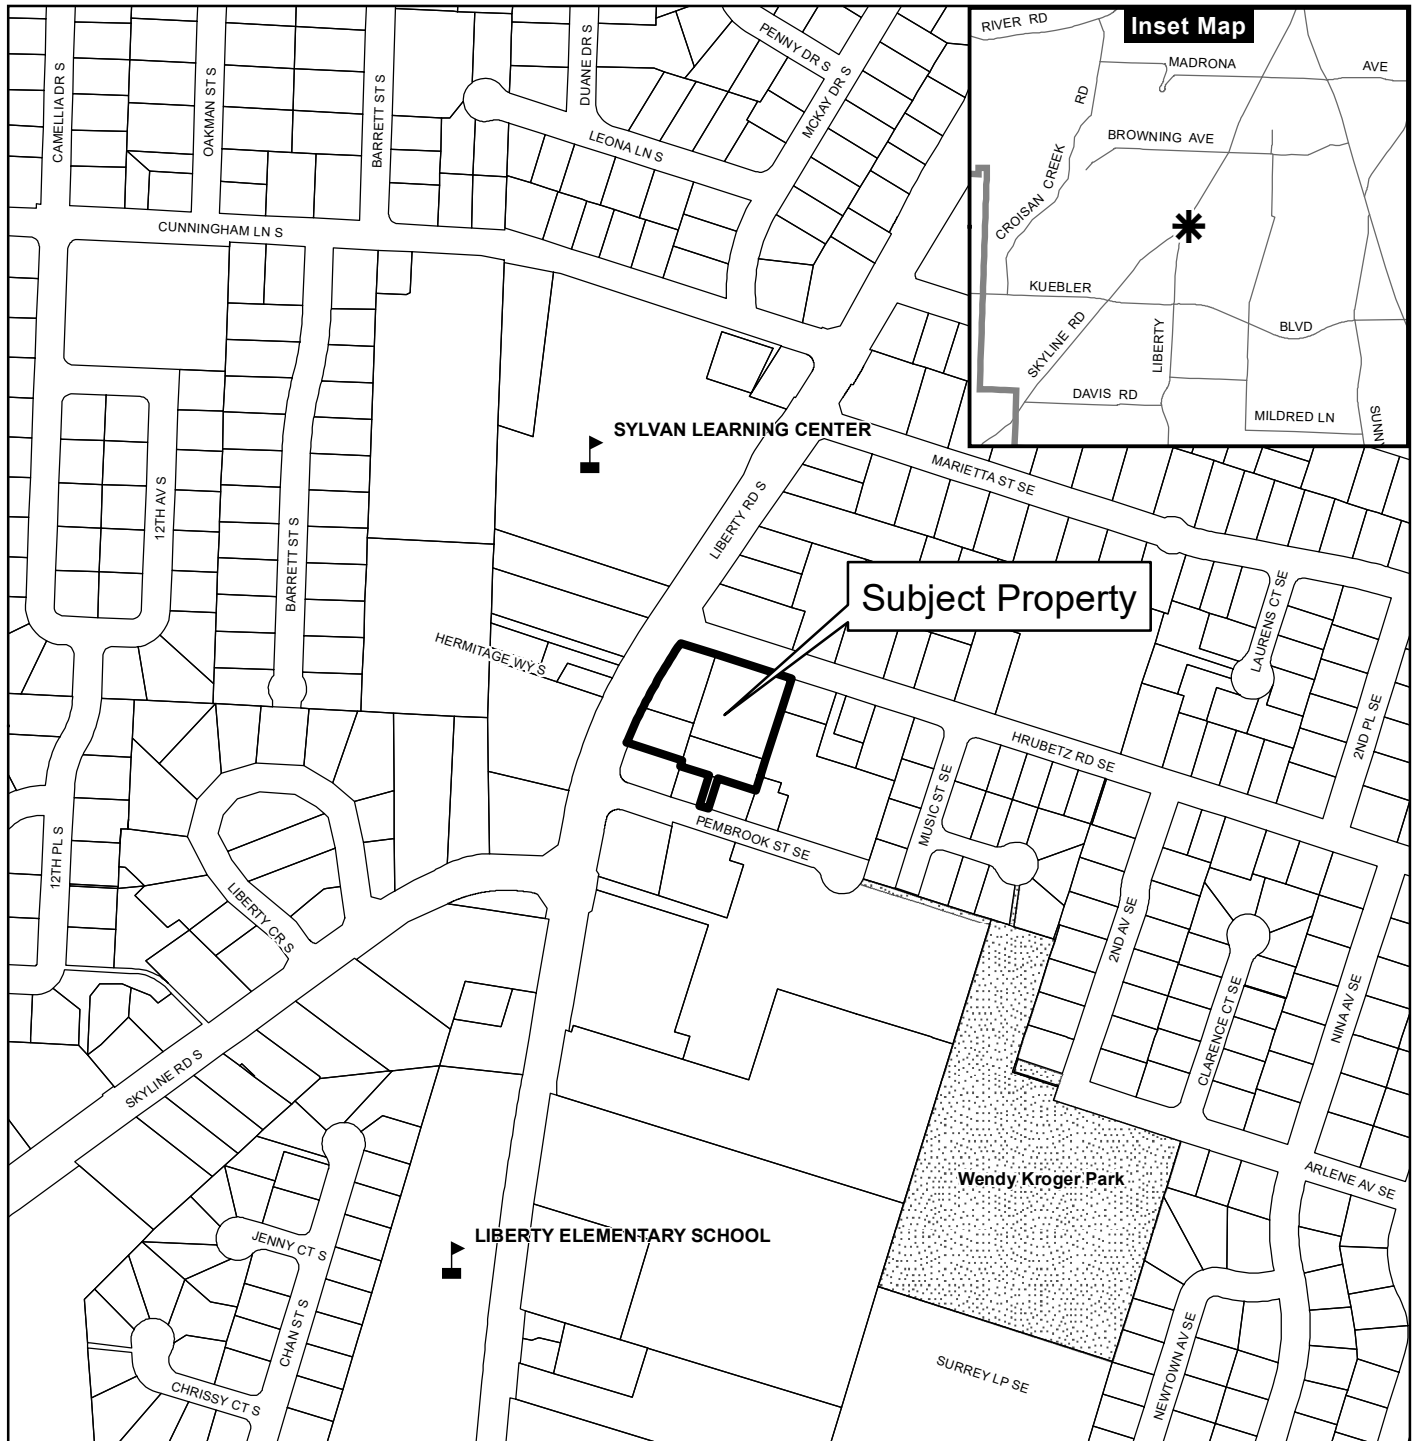 Inset Map
RIVER RD
MADRONA
AVE
RD
BROWNING AVE
CROISAN CREEK
KUEBLER
BLVD
SKYLINE RD
LIBERTY
DAVIS RD
MILDRED LN
SUNNY
PENNY DR S
DUANE DR S
MCKAY DR S
CAMELLIA DR S
OAKMAN ST S
BARRETT ST S
LEONA LN S
CUNNINGHAM LN S
SYLVAN LEARNING CENTER
MARIETTA ST SE
12TH AV S
BARRETT ST S
LIBERTY RD S
Subject Property
LAURENS CT SE
HERMITAGE WY S
2ND PL SE
HRUBETZ RD SE
MUSIC ST SE
PEMBROOK ST SE
12TH PL S
LIBERTY CR S
2ND AV SE
CLARENCE CT SE
NINA AV SE
SKYLINE RD S
Wendy Kroger Park
ARLENE AV SE
LIBERTY ELEMENTARY SCHOOL
JENNY CT S
CHAN ST S
NEWTOWN AV SE
SURREY LP SE
CHRISSY CT S